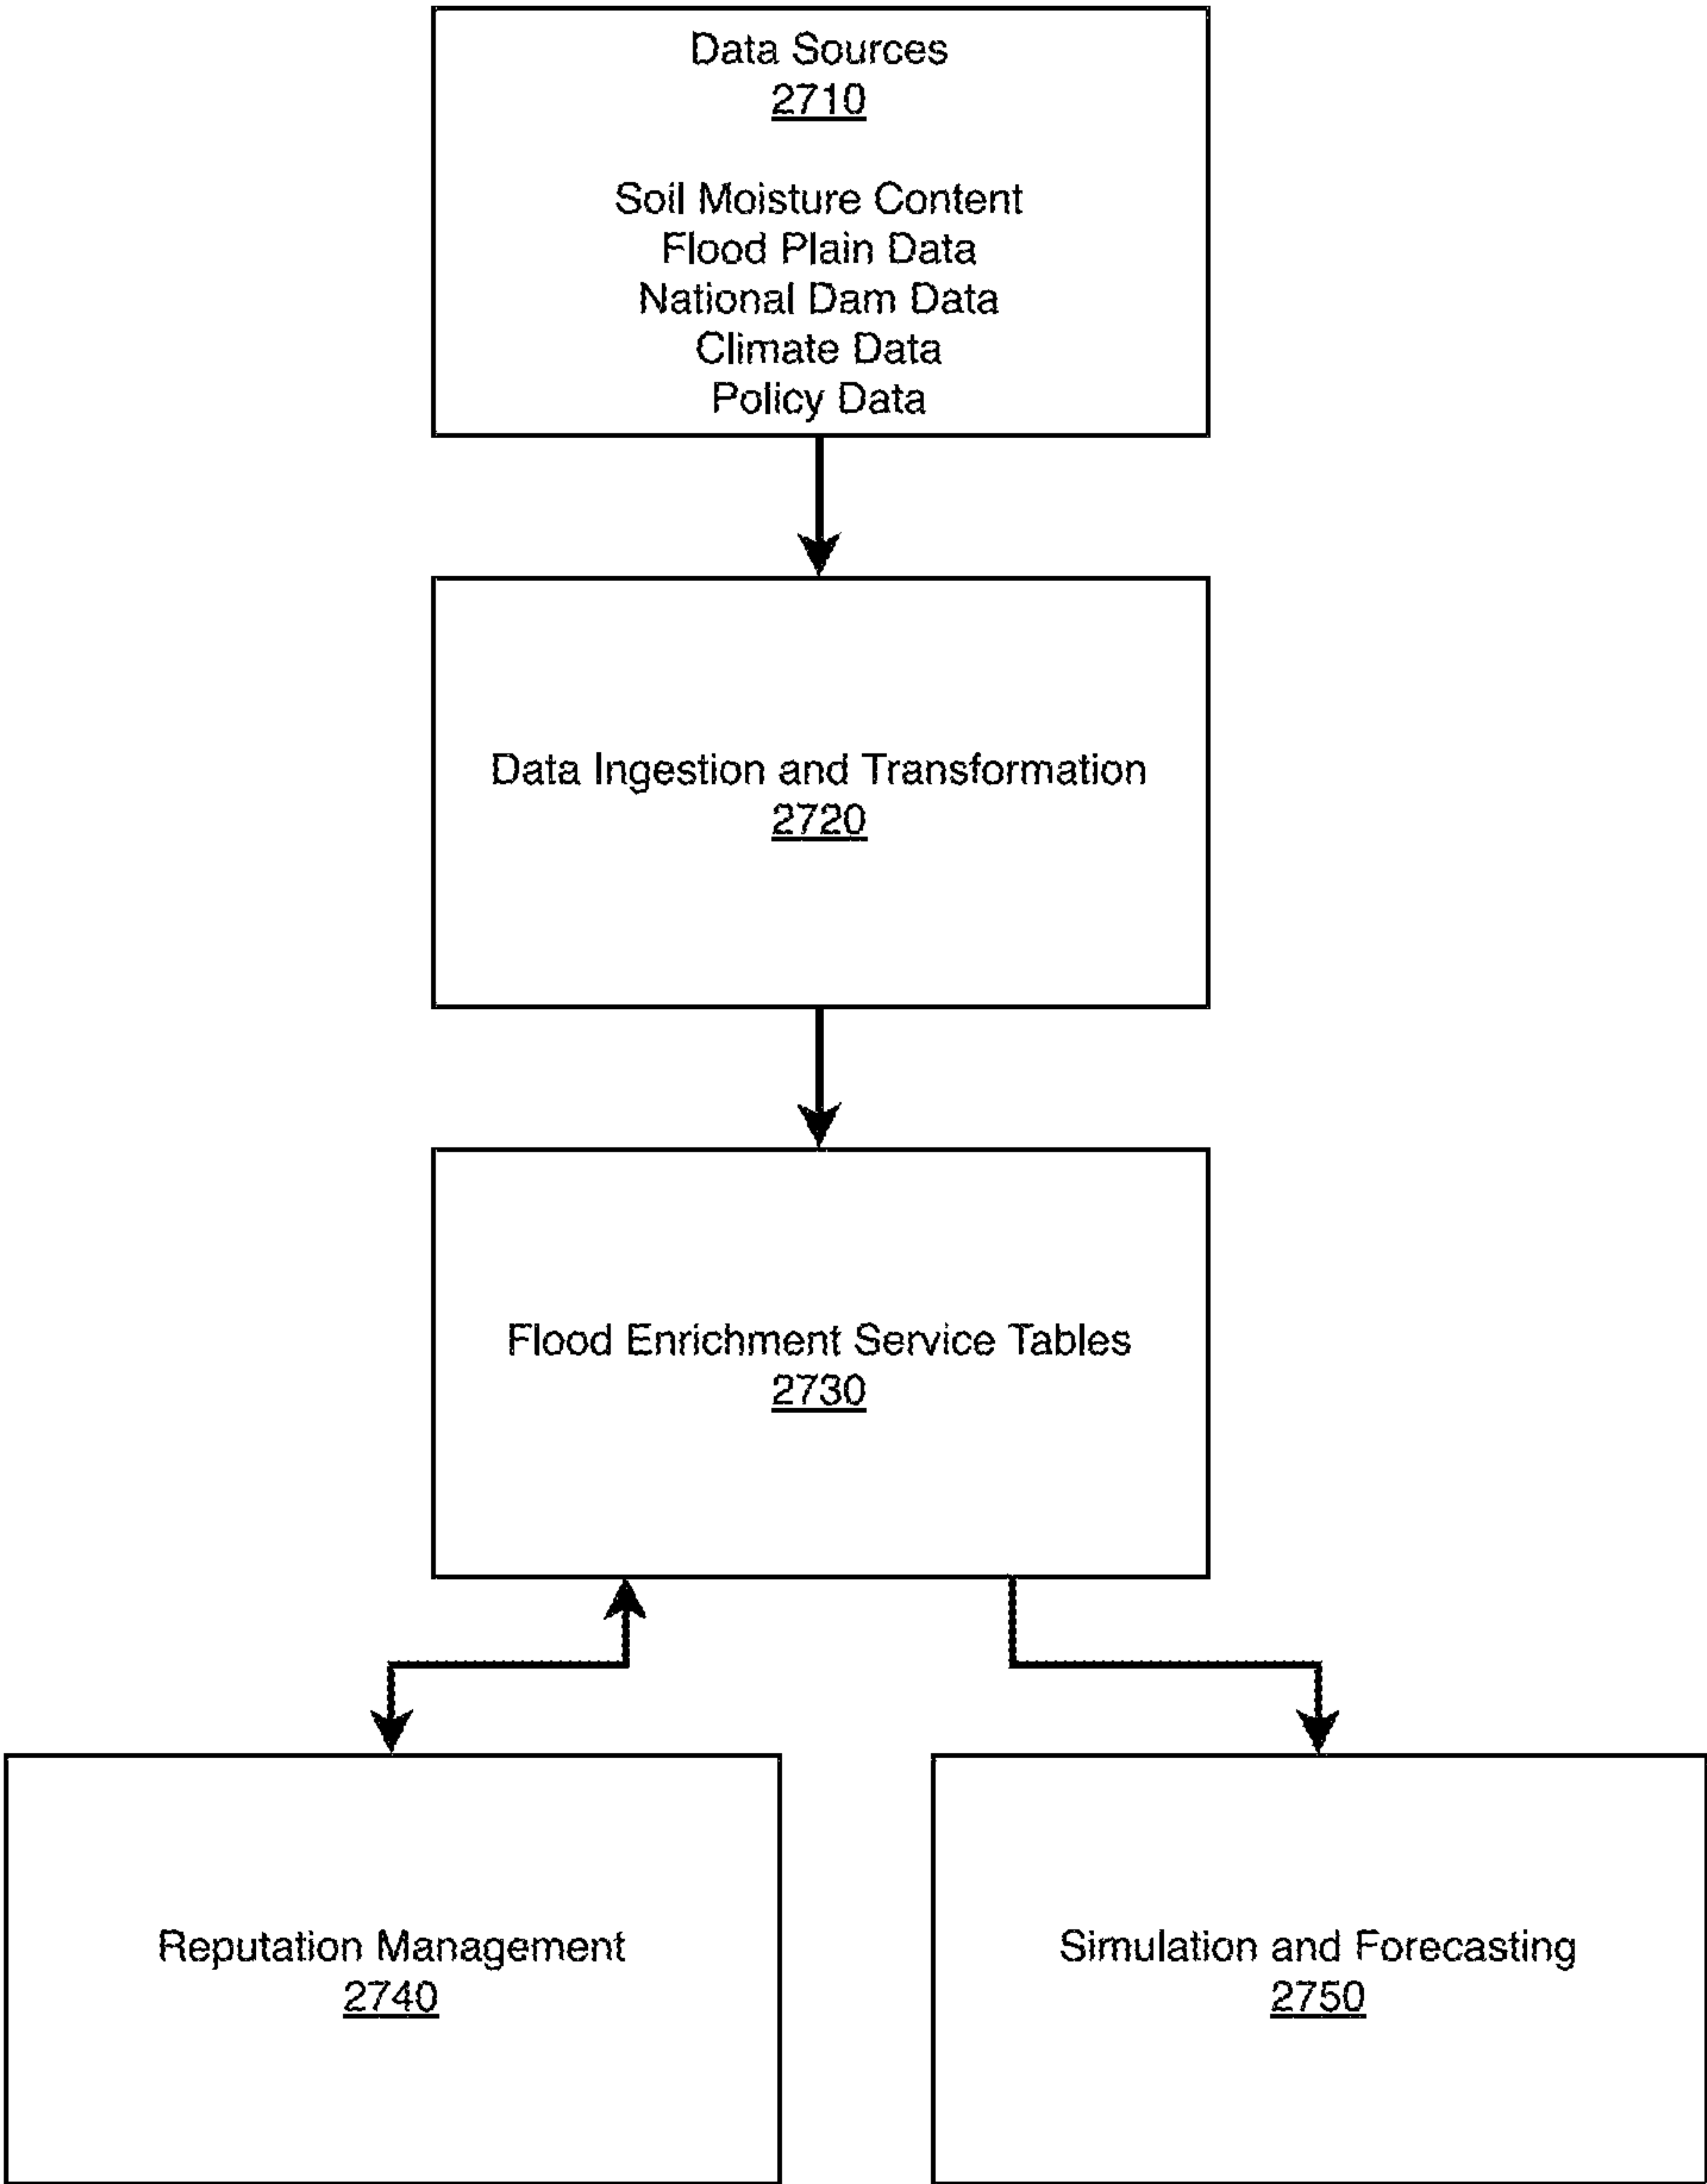 Data Sources
2710
Soil Moisture Content
Flood Plain Data
National Dam Data
Climate Data
Policy Data
Data Ingestion and Transformation
2720
Flood Enrichment Service Tables
2730
Reputation Management
2740
Simulation and Forecasting
2750